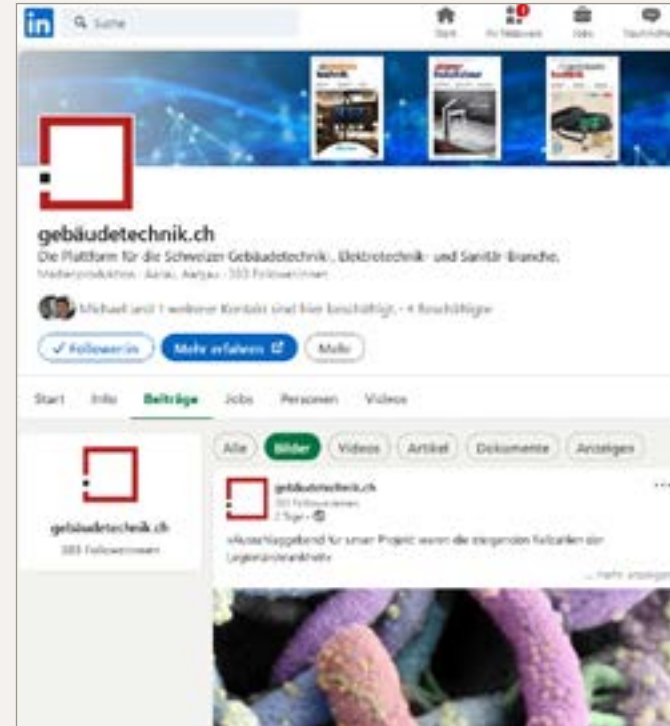 in Suche
Start Ihr Netzwerk Jobs
technik
gebäudetechnik.ch
Die Plattform für die Schweizer Gebäudetechnik-, Elektrotechnik- und Sanitär-Branche.
Medienproduktion · Aarau, Aargau · Follower:innen
Michael und 1 weiterer Kontakt sind hier beschäftigt. · 4 Beschäftigte
✓ Follower:in Mehr erfahren Mehr
Start Info Beiträge Jobs Personen Videos
Alle Bilder Videos Artikel Dokumente Anzeigen
gebäudetechnik.ch
Follower:innen
gebäudetechnik.ch
Follower:innen
2 Tage
«Ausschlaggebend für unser Projekt waren die steigenden Fallzahlen der
Legionärskrankheit»
... mehr anzeigen